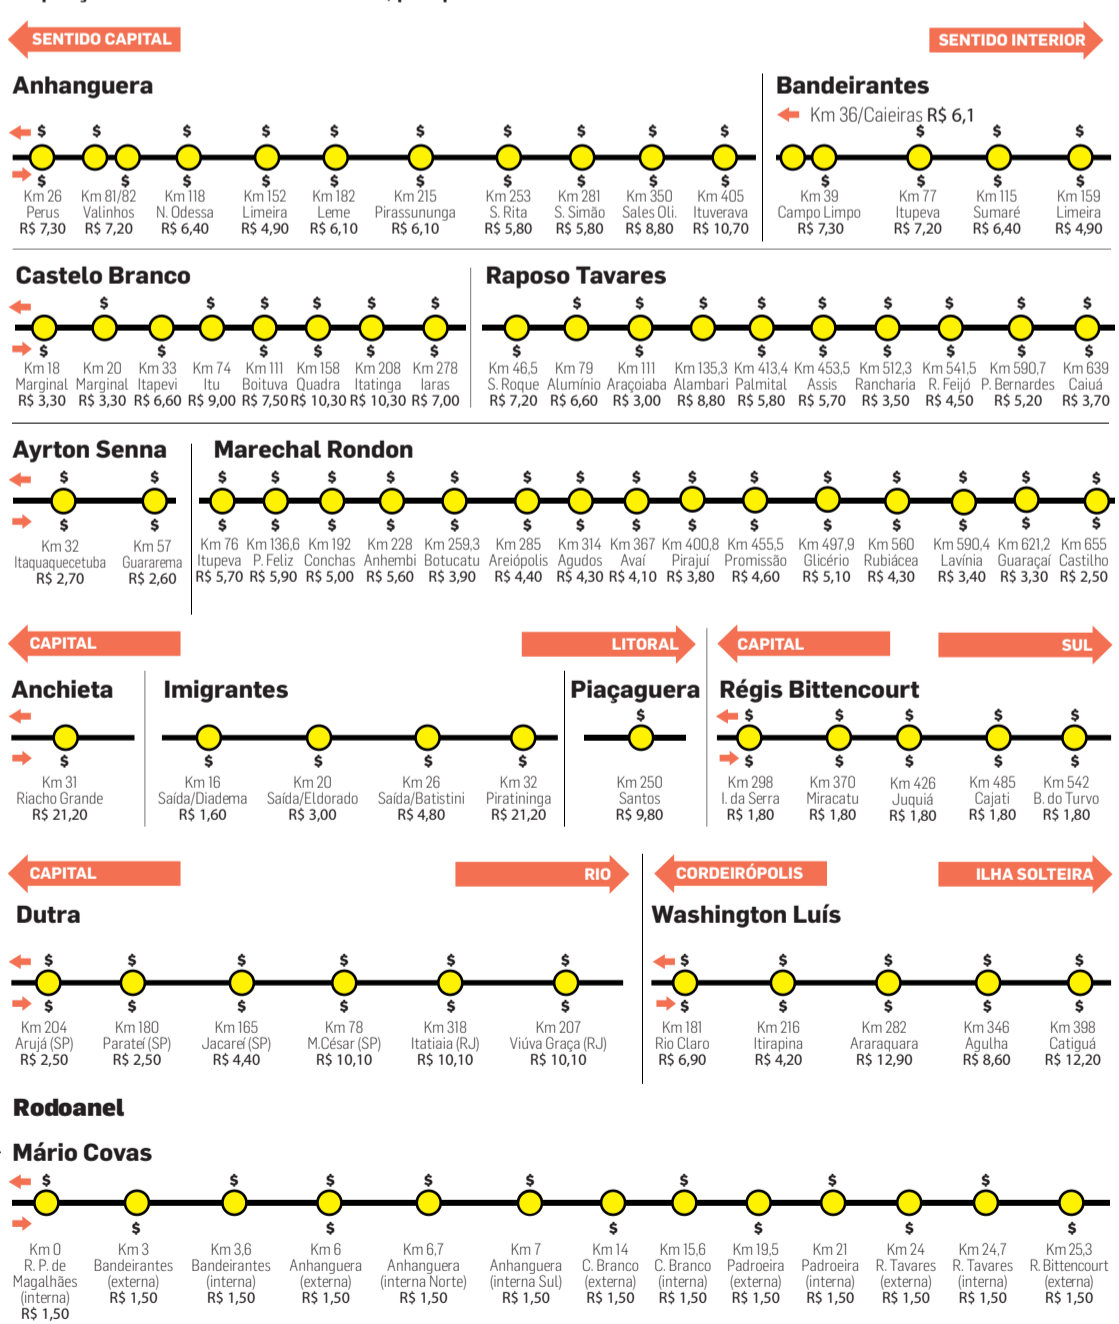 SENTIDO CAPITAL
SENTIDO INTERIOR
Anhanguera
$ $ $ $ $ $ $ $ $ $
$ $ $ $ $ $ $ $ $ $
Km 26 Km 81/82 Km 118 Km 152 Km 182 Km 215 Km 253 Km 281 Km 350 Km 405
Perus Valinhos N. Odessa Limeira Leme Pirassununga S. Rita S. Simão Sales Oli. Ituverava
R$ 7,30 R$ 7,20 R$ 6,40 R$ 4,90 R$ 6,10 R$ 6,10 R$ 5,80 R$ 5,80 R$ 8,80 R$ 10,70
Bandeirantes
Km 36/Caieiras R$ 6,1
$ $ $
$ $ $ $
Km 39 Km 77 Km 115 Km 159
Campo Limpo Itupeva Sumaré Limeira
R$ 7,30 R$ 7,20 R$ 6,40 R$ 4,90
Castelo Branco
$ $ $ $ $ $
$ $ $ $ $ $
Km 18 Km 20 Km 33 Km 74 Km 111 Km 158 Km 208 Km 278
Marginal Marginal Itapevi Itu Boituva Quadra Itatinga Iaras
R$ 3,30 R$ 3,30 R$ 6,60 R$ 9,00 R$ 7,50 R$ 10,30 R$ 10,30 R$ 7,00
Raposo Tavares
$ $ $ $ $ $ $ $ $
$ $ $ $ $ $ $ $
Km 46,5 Km 79 Km 111 Km 135,3 Km 413,4 Km 453,5 Km 512,3 Km 541,5 Km 590,7 Km 639
S. Roque Alumínio Araçoiaba Alambari Palmital Assis Rancharia R. Feijó P. Bernardes Caiuá
R$ 7,20 R$ 6,60 R$ 3,00 R$ 8,80 R$ 5,80 R$ 5,70 R$ 3,50 R$ 4,50 R$ 5,20 R$ 3,70
Ayrton Senna
$ $
$ $
Km 32 Km 57
Itaquaquecetuba Guararema
R$ 2,70 R$ 2,60
Marechal Rondon
$ $ $ $ $ $ $ $ $ $ $ $ $ $ $
$ $ $ $ $ $ $ $ $ $ $ $ $ $ $
Km 76 Km 136,6 Km 192 Km 228 Km 259,3 Km 285 Km 314 Km 367 Km 400,8 Km 455,5 Km 497,9 Km 560 Km 590,4 Km 621,2 Km 655
Itupeva P. Feliz Conchas Anhembi Botucatu Areiópolis Agudos Avaí Pirajuí Promissão Glicério Rubiácea Lavínia Guaraçaí Castilho
R$ 5,70 R$ 5,90 R$ 5,00 R$ 5,60 R$ 3,90 R$ 4,40 R$ 4,30 R$ 4,10 R$ 3,80 R$ 4,60 R$ 5,10 R$ 4,30 R$ 3,40 R$ 3,30 R$ 2,50
CAPITAL
LITORAL
CAPITAL
SUL
Anchieta
$
Km 31
Riacho Grande
R$ 21,20
Imigrantes
$ $ $ $
Km 16 Km 20 Km 26 Km 32
Saída/Diadema Saída/Eldorado Saída/Batistini Piratininga
R$ 1,60 R$ 3,00 R$ 4,80 R$ 21,20
Piaçaguera
$
Km 250
Santos
R$ 9,80
Régis Bittencourt
$ $ $ $ $
$ $ $ $ $
Km 298 Km 370 Km 426 Km 485 Km 542
I. da Serra Miracatu Juquiá Cajati B. do Turvo
R$ 1,80 R$ 1,80 R$ 1,80 R$ 1,80 R$ 1,80
CAPITAL
RIO
CORDEIRÓPOLIS
ILHA SOLTEIRA
Dutra
$ $ $ $ $ $
$ $ $ $ $ $
Km 204 Km 180 Km 165 Km 78 Km 318 Km 207
Arujá (SP) Parateí (SP) Jacareí (SP) M.César (SP) Itatiaia (RJ) Viúva Graça (RJ)
R$ 2,50 R$ 2,50 R$ 4,40 R$ 10,10 R$ 10,10 R$ 10,10
Washington Luís
$ $ $ $ $
$ $ $ $ $
Km 181 Km 216 Km 282 Km 346 Km 398
Rio Claro Itirapina Araraquara Agulha Catiguá
R$ 6,90 R$ 4,20 R$ 12,90 R$ 8,60 R$ 12,20
Rodoanel
Mário Covas
$ $ $ $ $ $ $ $
$ $ $ $ $ $
Km 0 Km 3 Km 3,6 Km 6 Km 6,7 Km 7 Km 14 Km 15,6 Km 19,5 Km 21 Km 24 Km 24,7 Km 25,3
R. P. de Bandeirantes Bandeirantes Anhanguera Anhanguera Anhanguera C. Branco C. Branco Padroeira Padroeira R. Tavares R. Tavares R. Bittencourt
Magalhães (externa) (interna) (externa) (interna Norte) (interna Sul) (externa) (interna) (externa) (interna) (externa) (interna) (externa)
(interna) R$ 1,50 R$ 1,50 R$ 1,50 R$ 1,50 R$ 1,50 R$ 1,50 R$ 1,50 R$ 1,50 R$ 1,50 R$ 1,50 R$ 1,50 R$ 1,50
R$ 1,50